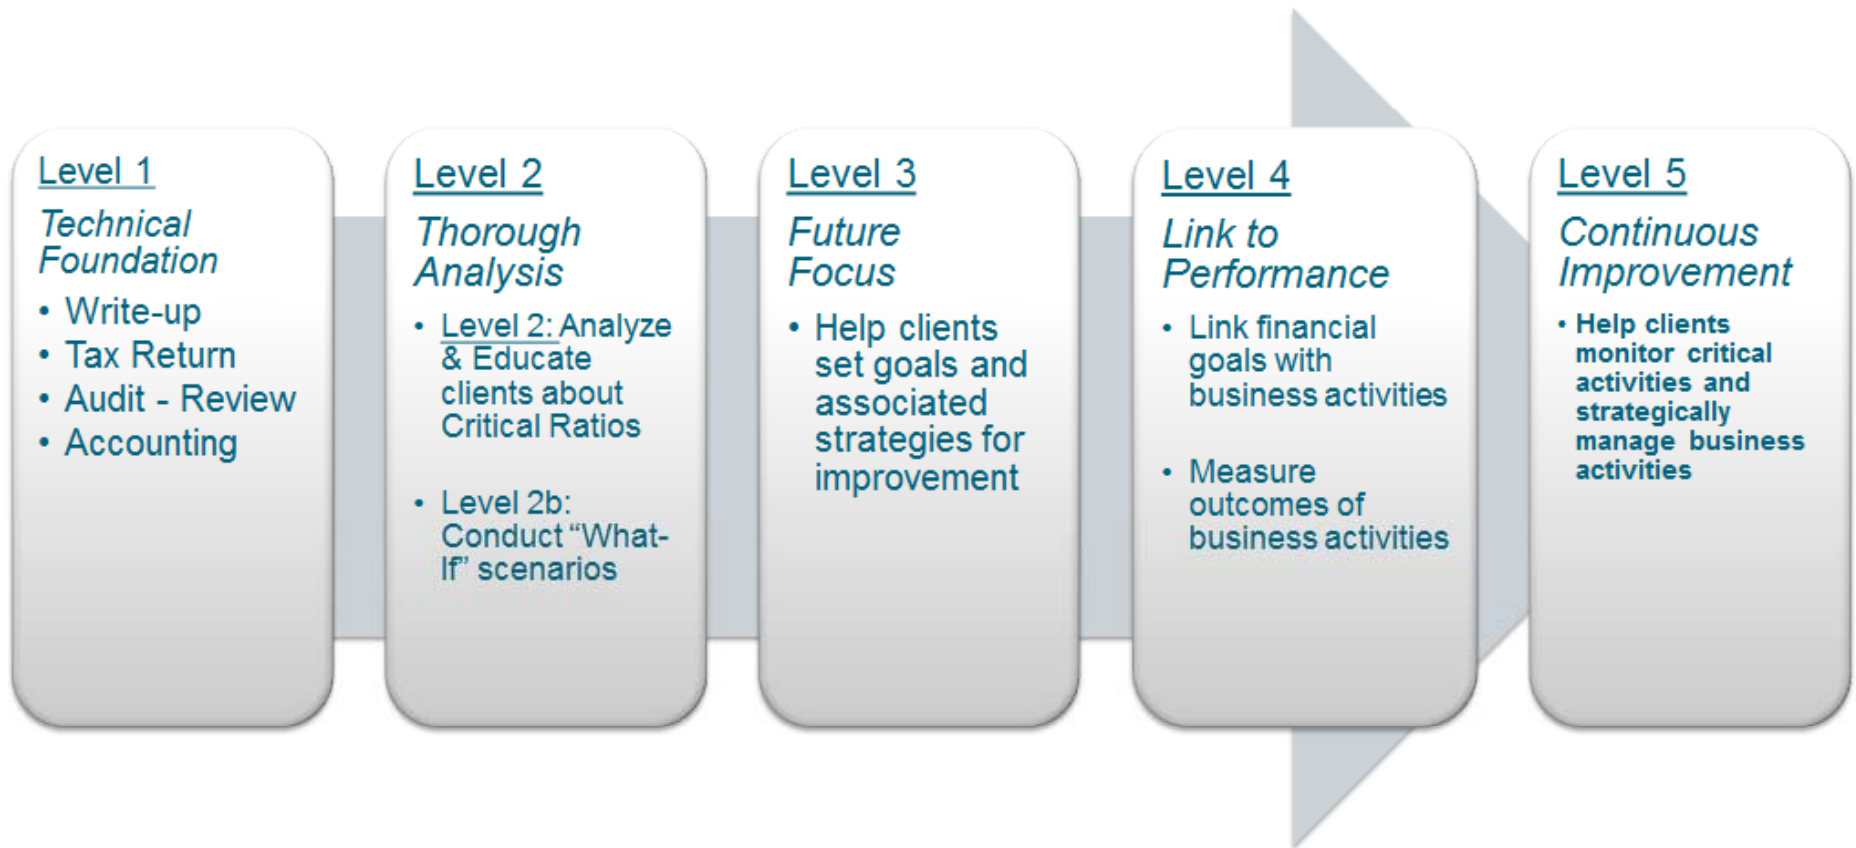 Level 1
Technical
Foundation
• Write-up
• Tax Return
• Audit - Review
• Accounting
Level 2
Thorough
Analysis
• Level 2: Analyze
& Educate
clients about
Critical Ratios
• Level 2b:
Conduct “What-
If” scenarios
Level 3
Future
Focus
• Help clients
set goals and
associated
strategies for
improvement
Level 4
Link to
Performance
• Link financial
goals with
business activities
• Measure
outcomes of
business activities
Level 5
Continuous
Improvement
• Help clients
monitor critical
activities and
strategically
manage business
activities